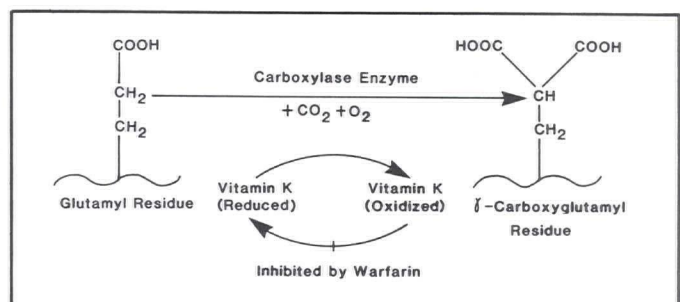 COOH
CH2
CH2
Glutamyl Residue
Carboxylase Enzyme
+CO2 +O2
Vitamin K
(Reduced)
Vitamin K
(Oxidized)
Inhibited by Warfarin
HOOC
COOH
CH
CH2
γ-Carboxyglutamyl
Residue